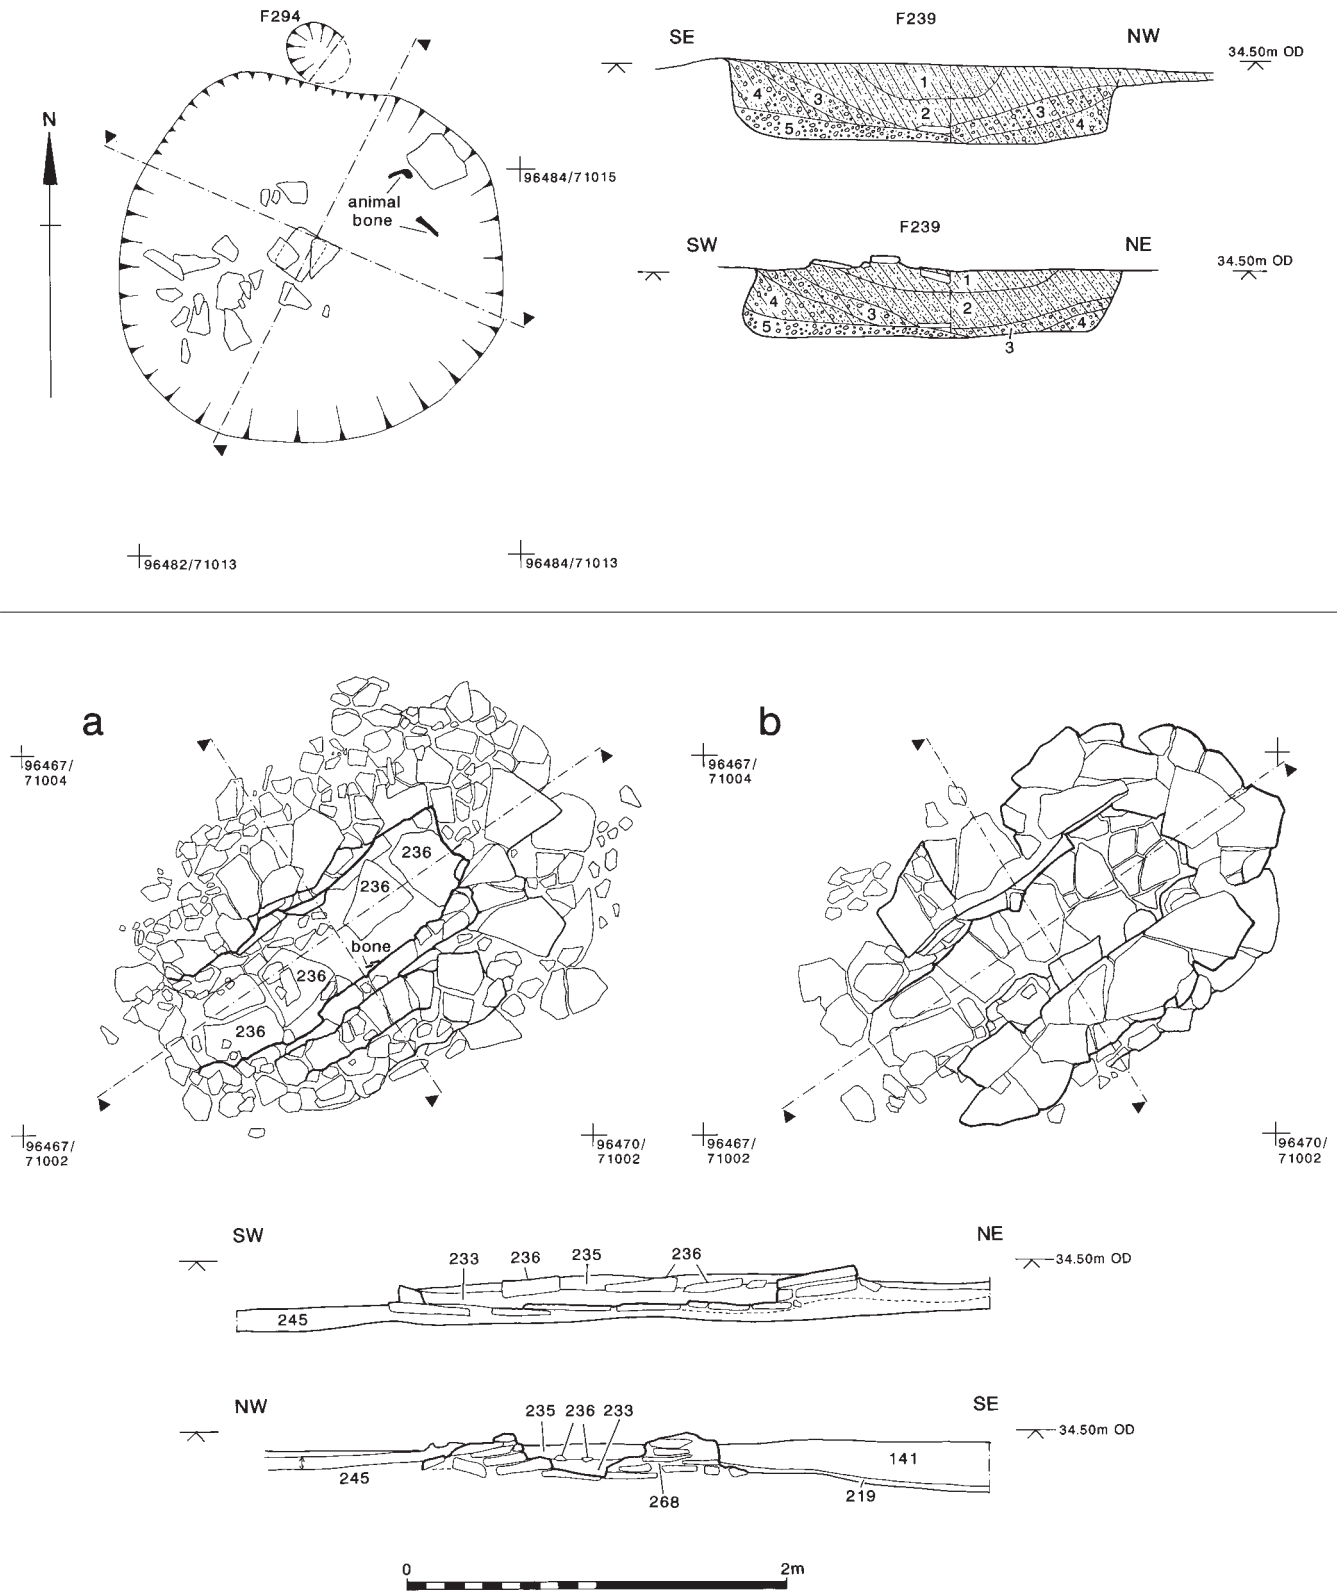 F294
N
animal
bone
96484/71015
96482/71013
96484/71013
F239
SE
NW
34.50m OD
1
2
3
4
5
3
4
F239
SW
NE
34.50m OD
1
2
3
4
5
4
3
a
96467/
71004
236
236
bone
236
236
96467/
71002
96470/
71002
b
96467/
71004
96467/
71002
96470/
71002
SW
NE
233
236
235
236
34.50m OD
245
NW
SE
235
236
233
34.50m OD
245
141
268
219
0
2m